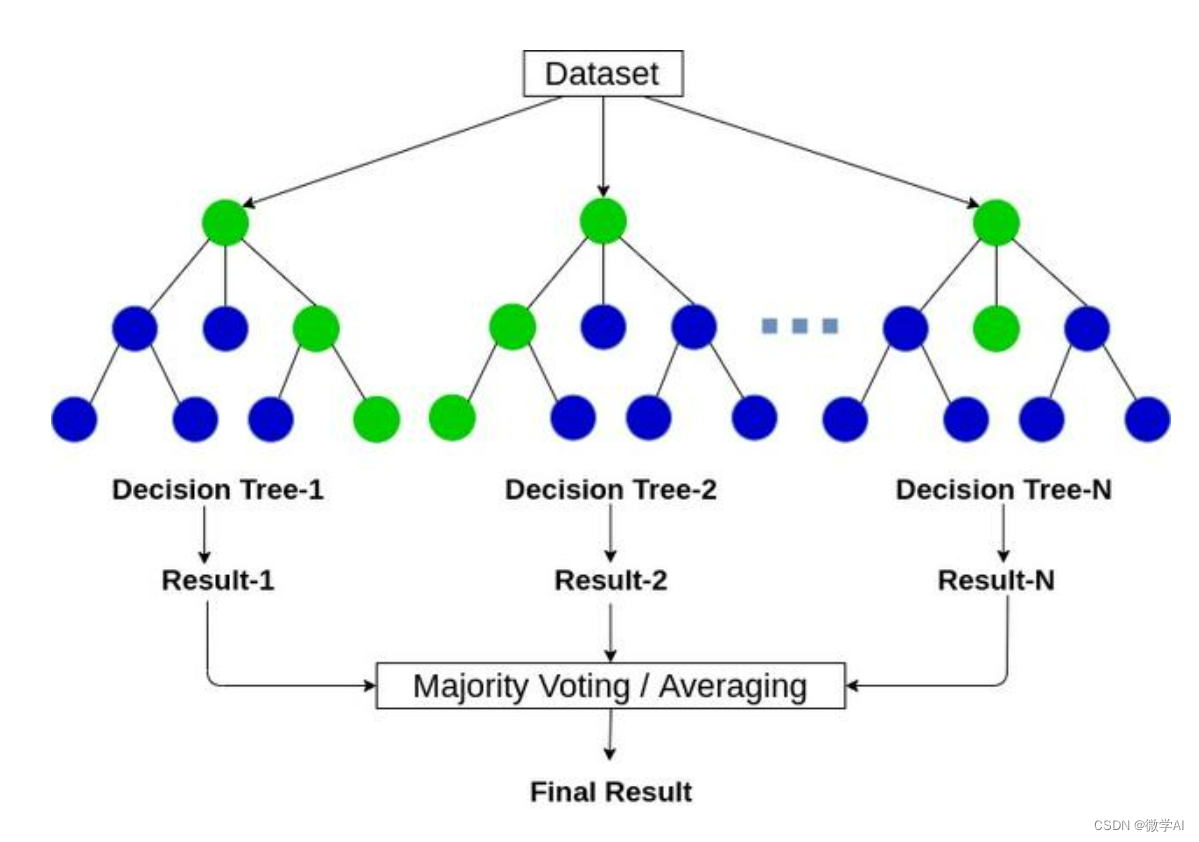 Dataset
Decision Tree-1
Decision Tree-2
Decision Tree-N
Result-1
Result-2
Result-N
Majority Voting / Averaging
Final Result
CSDN @微学AI